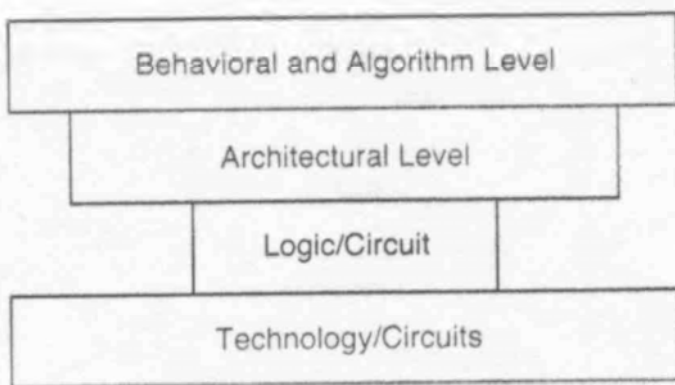 Behavioral and Algorithm Level
Architectural Level
Logic/Circuit
Technology/Circuits